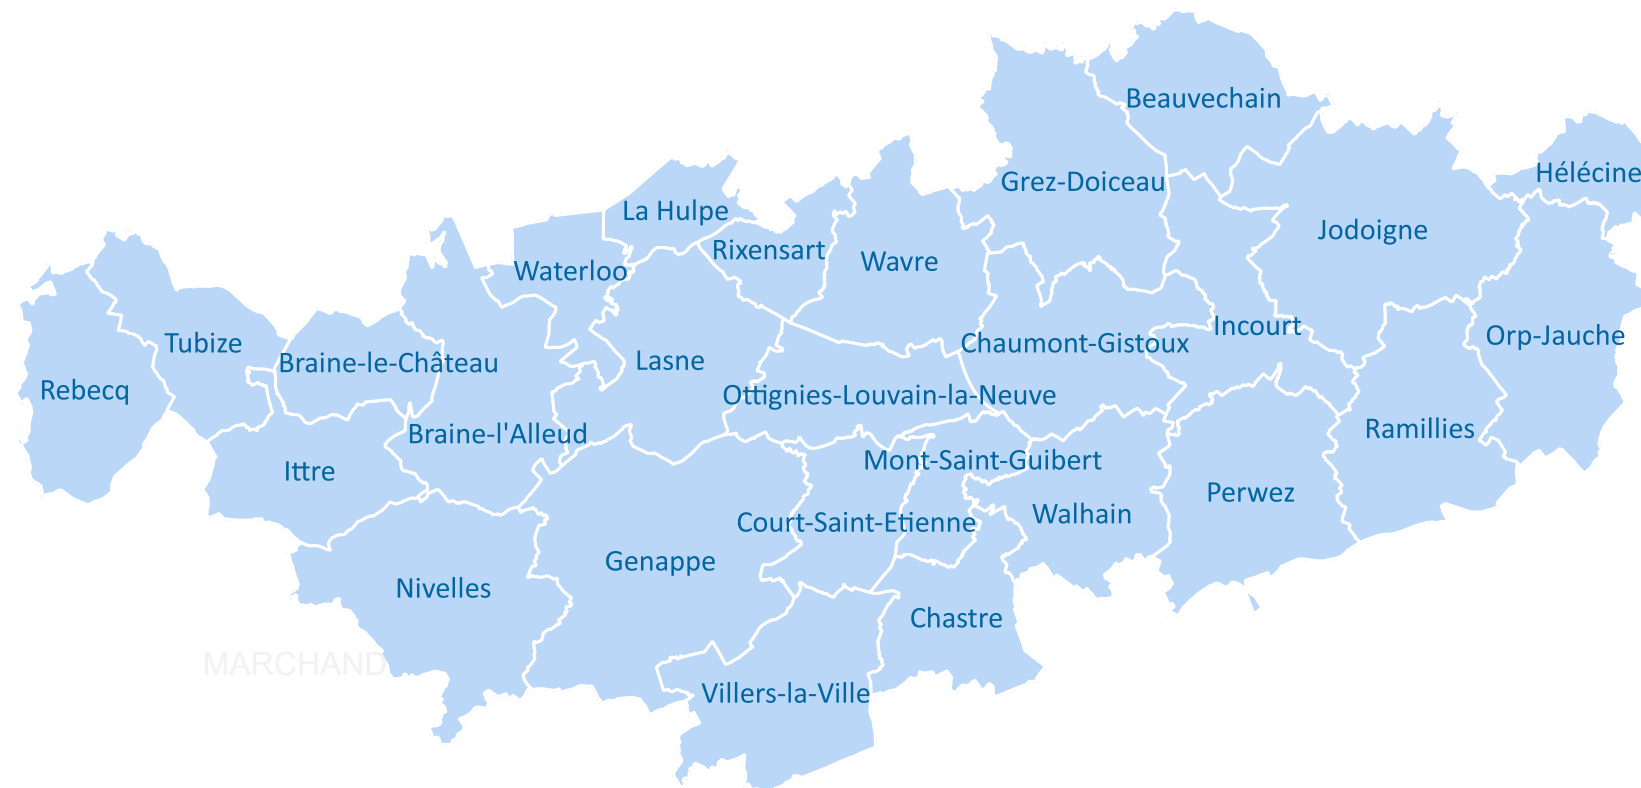 Beauvechain
Hélécine
Grez-Doiceau
La Hulpe
Jodoigne
Rixensart
Wavre
Waterloo
Incourt
Orp-Jauche
Tubize
Chaumont-Gistoux
Braine-le-Château
Lasne
Rebecq
Ottignies-Louvain-la-Neuve
Ramillies
Braine-l'Alleud
Mont-Saint-Guibert
Ittre
Perwez
Walhain
Court-Saint-Etienne
Genappe
Nivelles
Chastre
MARCHAND
Villers-la-Ville